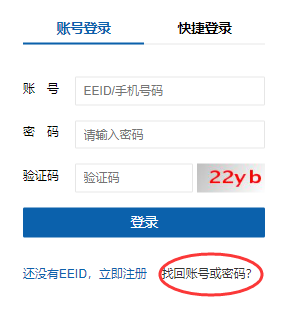 账号登录 快捷登录
账 号 EEID/手机号码
密 码 请输入密码
验证码 验证码 22yb
登录
还没有EEID，立即注册 找回账号或密码?